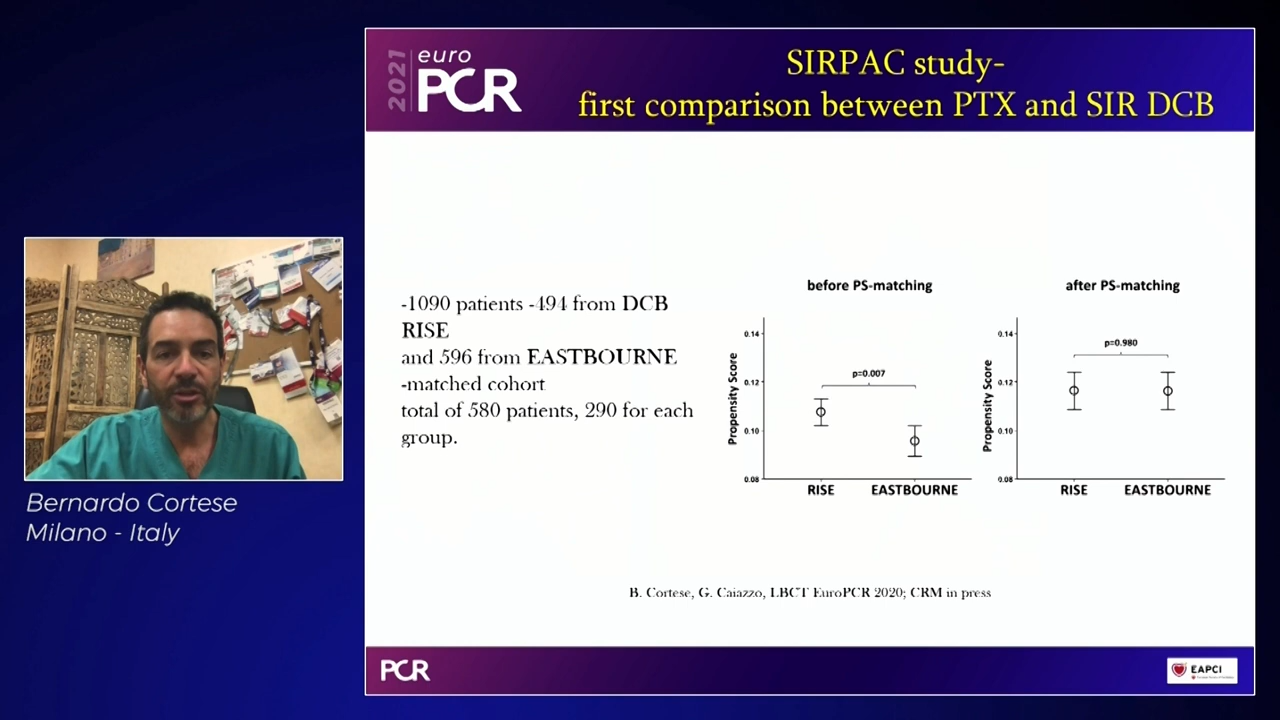 2021
euro
PCR
SIRPAC study-
first comparison between PTX and SIR DCB
-1090 patients -494 from DCB
RISE
and 596 from EASTBOURNE
-matched cohort
total of 580 patients, 290 for each
group.
before PS-matching
Propensity Score
0.14
0.12
0.10
0.08
p=0.007
RISE
EASTBOURNE
after PS-matching
Propensity Score
0.14
0.12
0.10
0.08
p=0.980
RISE
EASTBOURNE
B. Cortese, G. Caiazzo, LBCT EuroPCR 2020; CRM in press
Bernardo Cortese
Milano - Italy
PCR
EAPCI